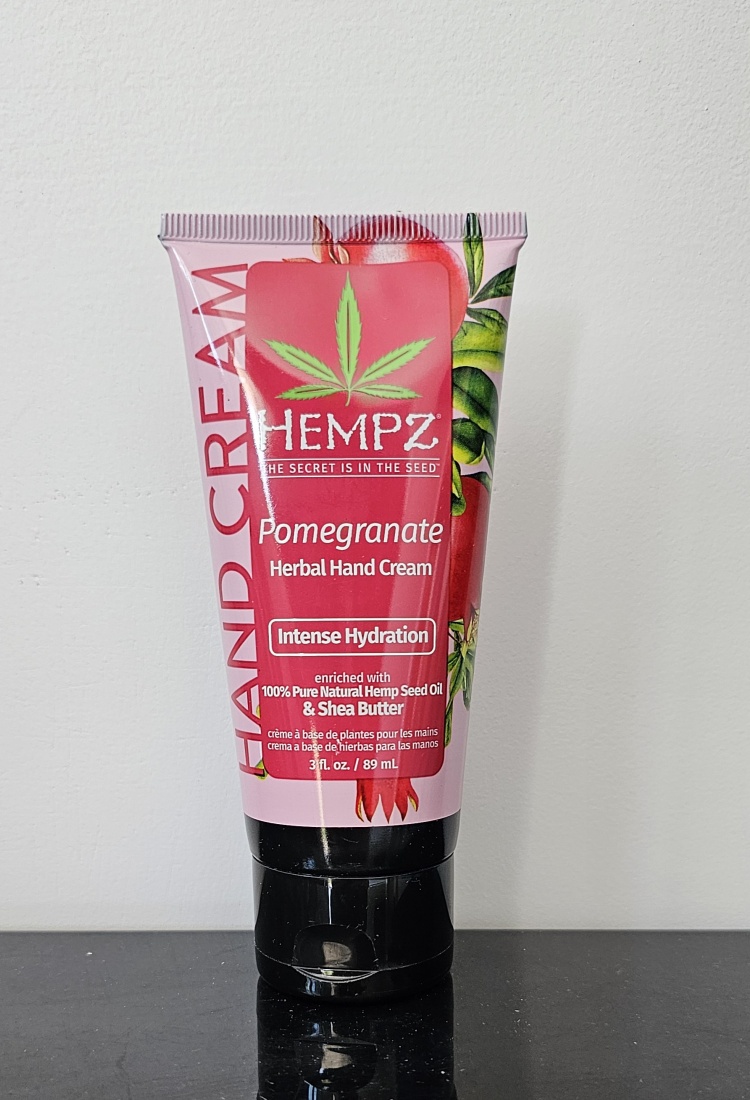 HAND CREAM
HEMPZ®
THE SECRET IS IN THE SEED™
Pomegranate
Herbal Hand Cream
Intense Hydration
enriched with
100% Pure Natural Hemp Seed Oil
& Shea Butter
crème à base de plantes pour les mains
crema a base de hierbas para las manos
3 fl. oz. / 89 mL